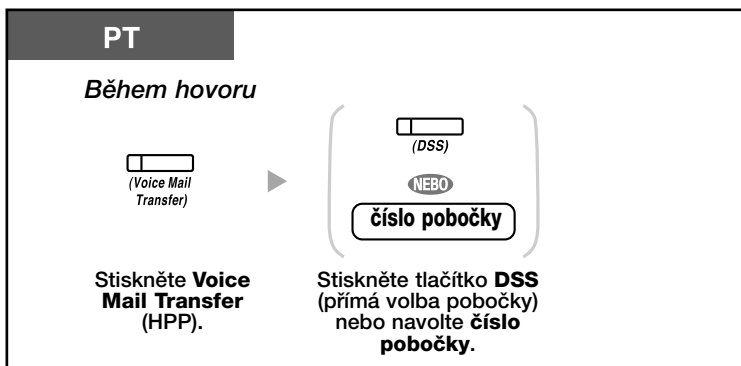 PT
Během hovoru
(Voice Mail
Transfer)
(DSS)
NEBO
číslo pobočky
Stiskněte Voice
Mail Transfer
(HPP).
Stiskněte tlačítko DSS
(přímá volba pobočky)
nebo navolte číslo
pobočky.